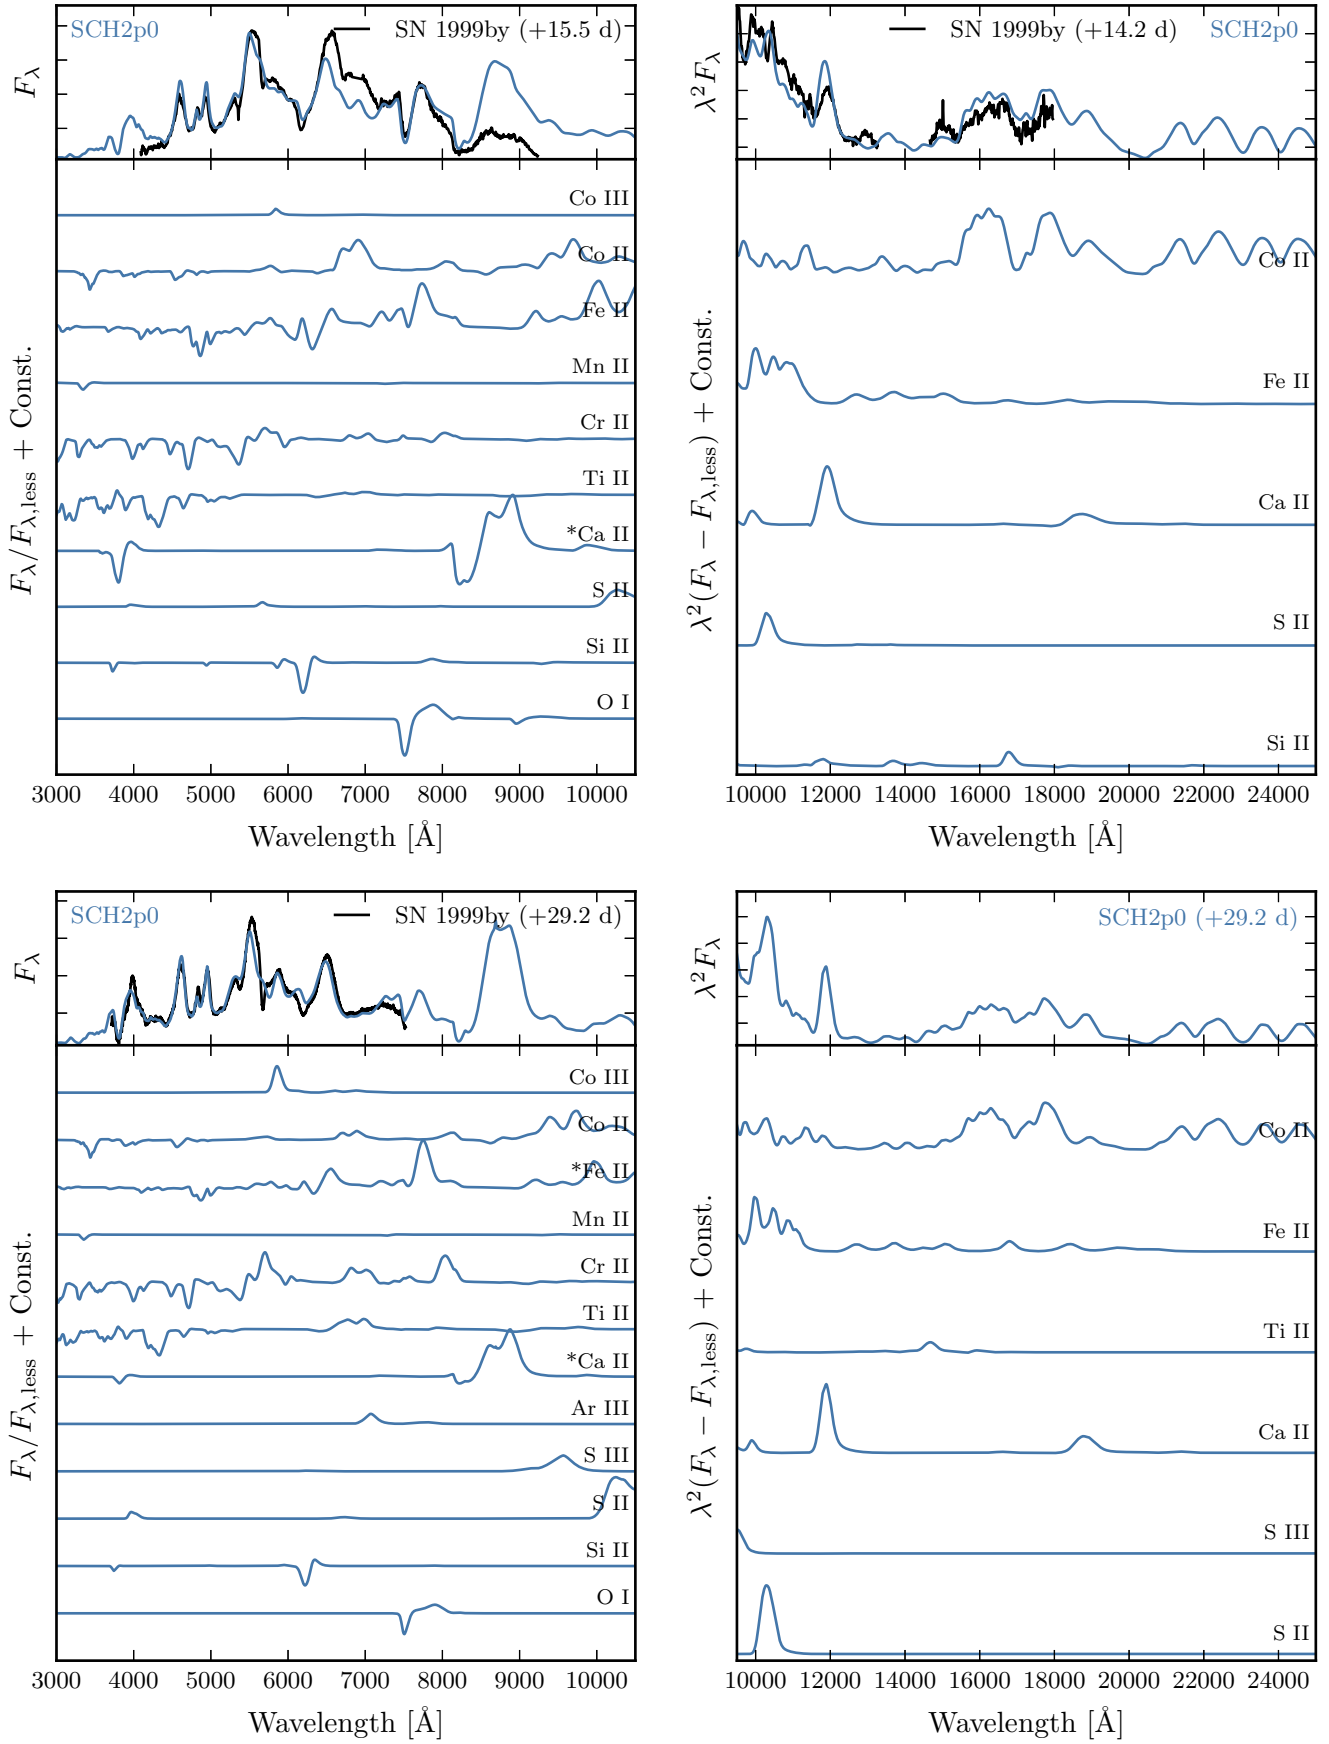 SCH2p0 SN 1999by (+15.5 d)
F_λ
Co III
Co II
Fe II
Mn II
Cr II
Ti II
*Ca II
S II
Si II
O I
F_λ/F_λ,less + Const.
3000 4000 5000 6000 7000 8000 9000 10000
Wavelength [Å]
SN 1999by (+14.2 d) SCH2p0
λ²F_λ
Co II
Fe II
Ca II
S II
Si II
λ²(F_λ − F_λ,less) + Const.
10000 12000 14000 16000 18000 20000 22000 24000
Wavelength [Å]
SCH2p0 SN 1999by (+29.2 d)
F_λ
Co III
Co II
*Fe II
Mn II
Cr II
Ti II
*Ca II
Ar III
S III
S II
Si II
O I
F_λ/F_λ,less + Const.
3000 4000 5000 6000 7000 8000 9000 10000
Wavelength [Å]
SCH2p0 (+29.2 d)
λ²F_λ
Co II
Fe II
Ti II
Ca II
S III
S II
λ²(F_λ − F_λ,less) + Const.
10000 12000 14000 16000 18000 20000 22000 24000
Wavelength [Å]